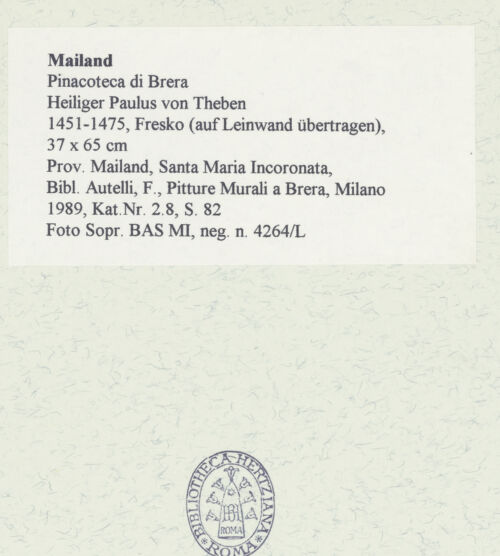 Mailand
Pinacoteca di Brera
Heiliger Paulus von Theben
1451-1475, Fresko (auf Leinwand übertragen),
37 x 65 cm
Prov. Mailand, Santa Maria Incoronata,
Bibl. Autelli, F., Pitture Murali a Brera, Milano
1989, Kat.Nr. 2.8, S. 82
Foto Sopr. BAS MI, neg. n. 4264/L
BIBLIOTHECA HERTZIANA
ROMA
* ROMA *